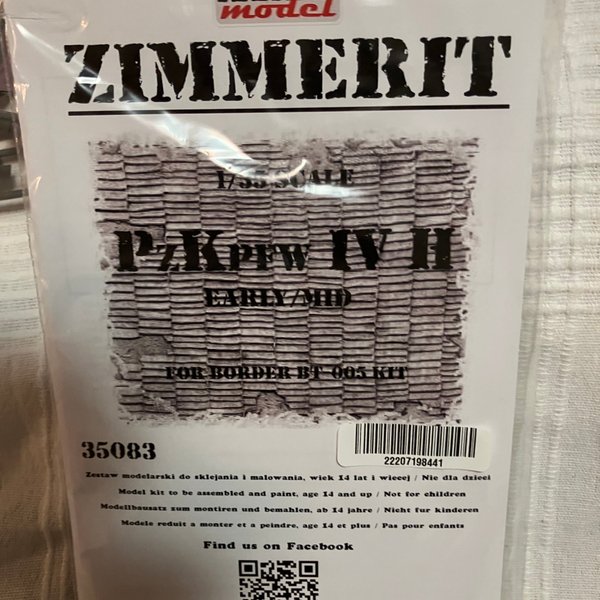 model
ZIMMERIT
1/35 SCALE
PzKpfw IV H
EARLY/MID
FOR BORDER BT-005 KIT
35083
22207198441
Zestaw modelarski do sklejania i malowania, wiek 14 lat i wiecej / Nie dla dzieci
Model kit to be assembled and paint, age 14 and up / Not for children
Modellbausatz zum montiren und bemahlen, ab 14 jahre / Nicht fur kinderen
Modele reduit a monter et a peindre, age 14 et plus / Pas pour enfants
Find us on Facebook